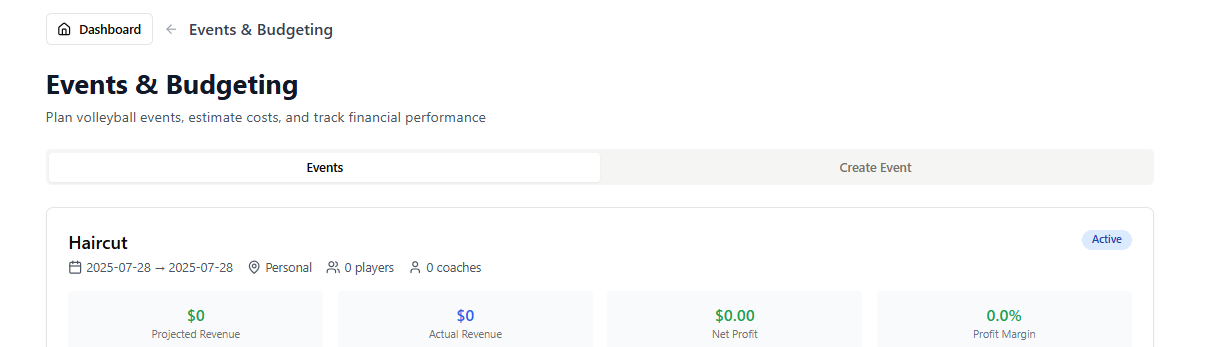 Dashboard ← Events & Budgeting
Events & Budgeting
Plan volleyball events, estimate costs, and track financial performance
Events Create Event
Haircut Active
2025-07-28 → 2025-07-28 Personal 0 players 0 coaches
$0 $0 $0.00 0.0%
Projected Revenue Actual Revenue Net Profit Profit Margin